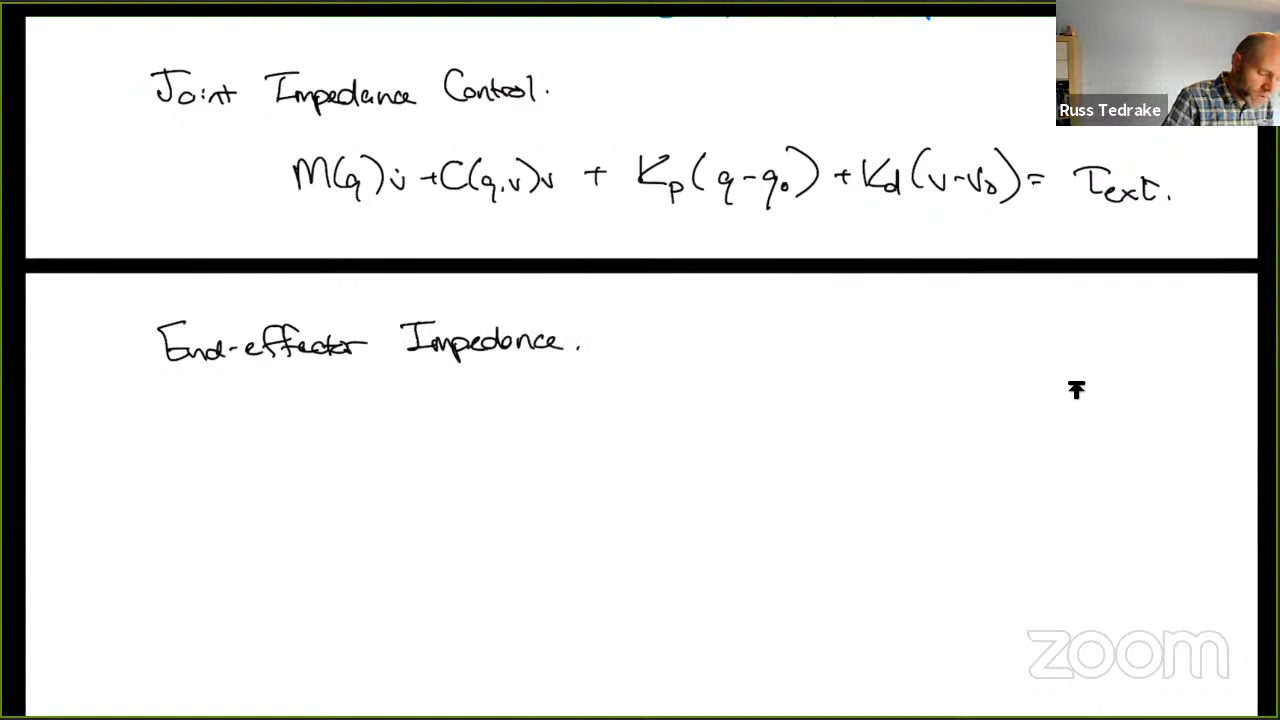 Joint Impedance Control.
M(q)v̇ + C(q,v)v + Kp(q-q₀) + Kd(v-v₀) = τext.
End-effector Impedance.
Russ Tedrake
zoom